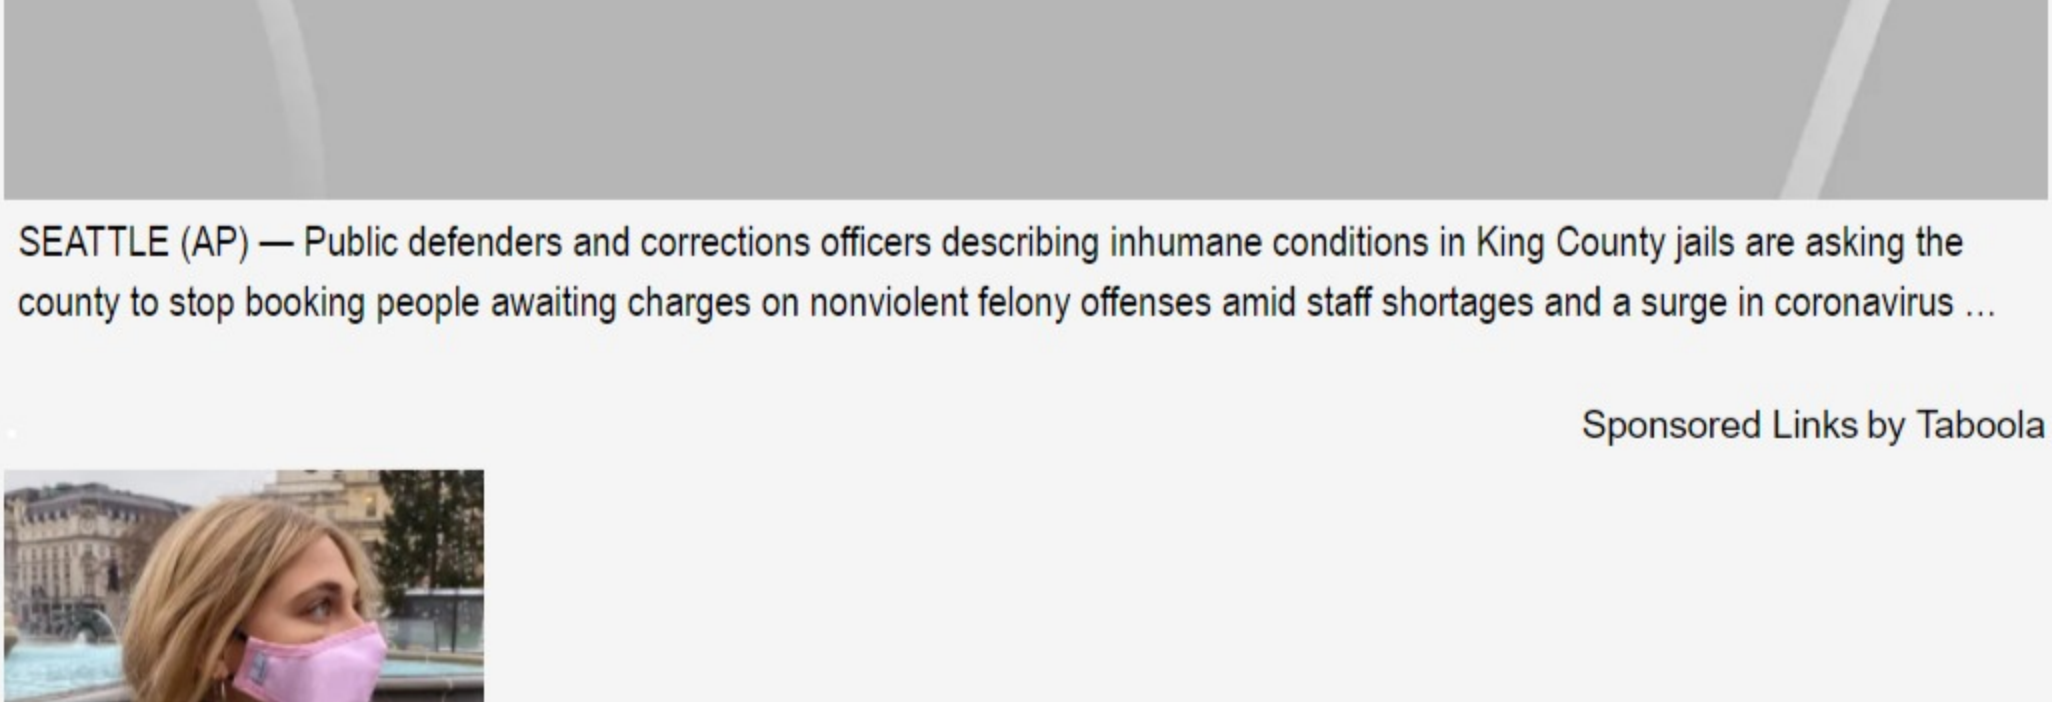 SEATTLE (AP) — Public defenders and corrections officers describing inhumane conditions in King County jails are asking the
county to stop booking people awaiting charges on nonviolent felony offenses amid staff shortages and a surge in coronavirus ...
Sponsored Links by Taboola